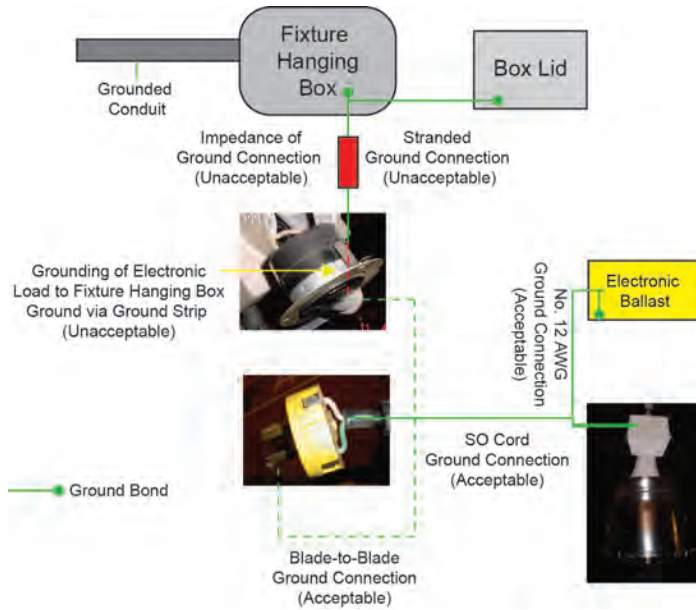 Fixture
Hanging
Box
Box Lid
Grounded
Conduit
Impedance of
Ground Connection
(Unacceptable)
Stranded
Ground Connection
(Unacceptable)
Grounding of Electronic
Load to Fixture Hanging Box
Ground via Ground Strip
(Unacceptable)
No. 12 AWG
Ground Connection
(Acceptable)
Electronic
Ballast
SO Cord
Ground Connection
(Acceptable)
Ground Bond
Blade-to-Blade
Ground Connection
(Acceptable)